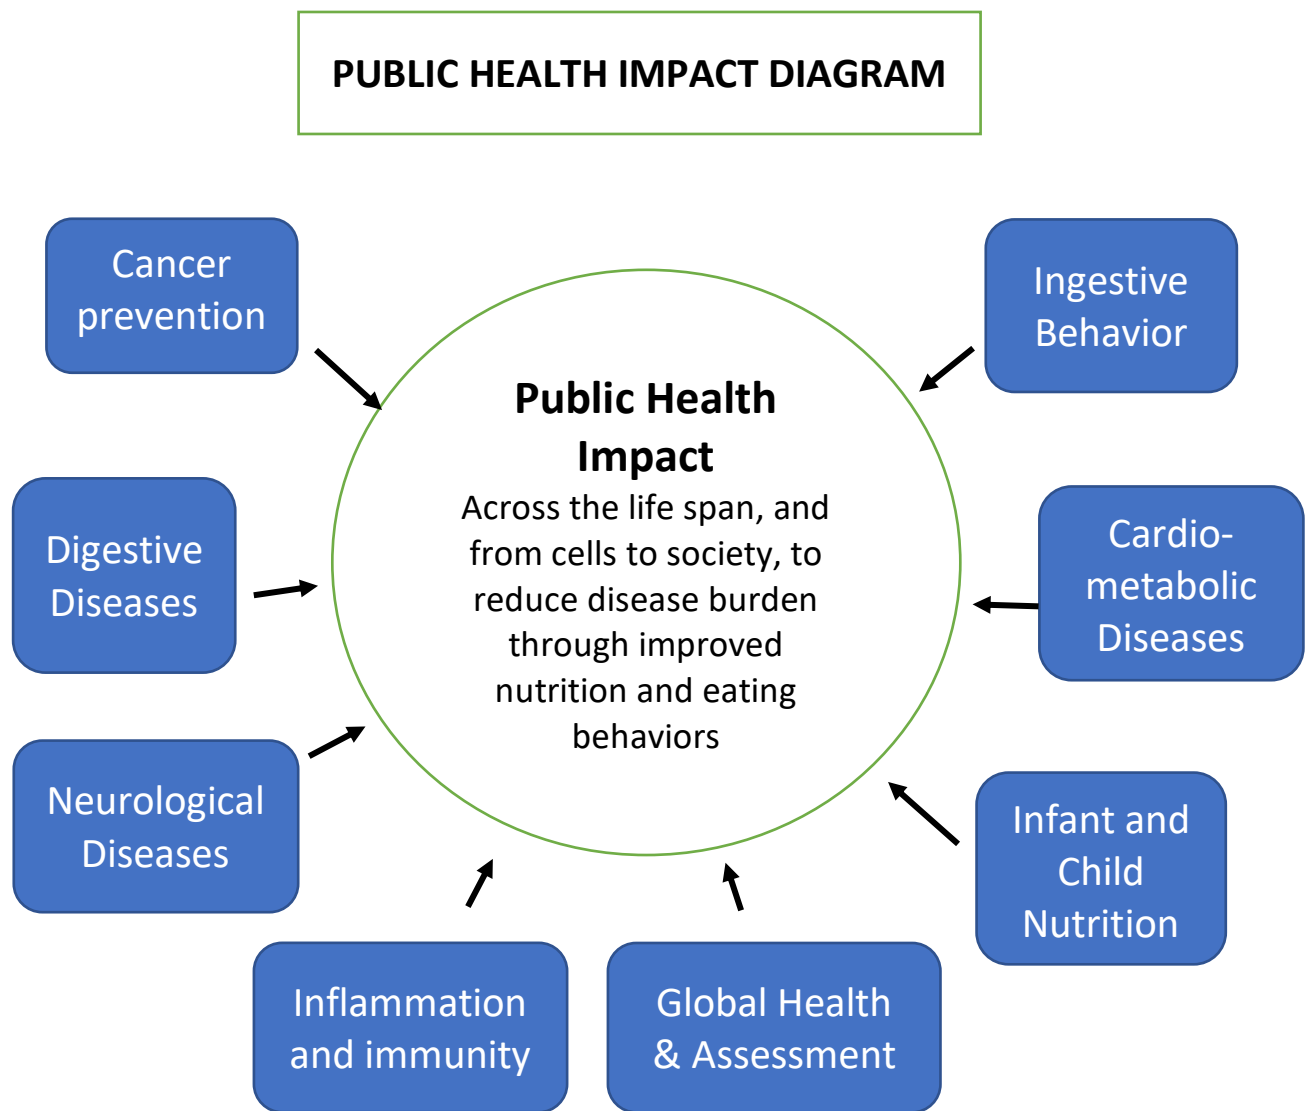 PUBLIC HEALTH IMPACT DIAGRAM
Cancer
prevention
Ingestive
Behavior
Public Health
Impact
Across the life span, and
from cells to society, to
reduce disease burden
through improved
nutrition and eating
behaviors
Digestive
Diseases
Cardio-
metabolic
Diseases
Neurological
Diseases
Infant and
Child
Nutrition
Inflammation
and immunity
Global Health
& Assessment